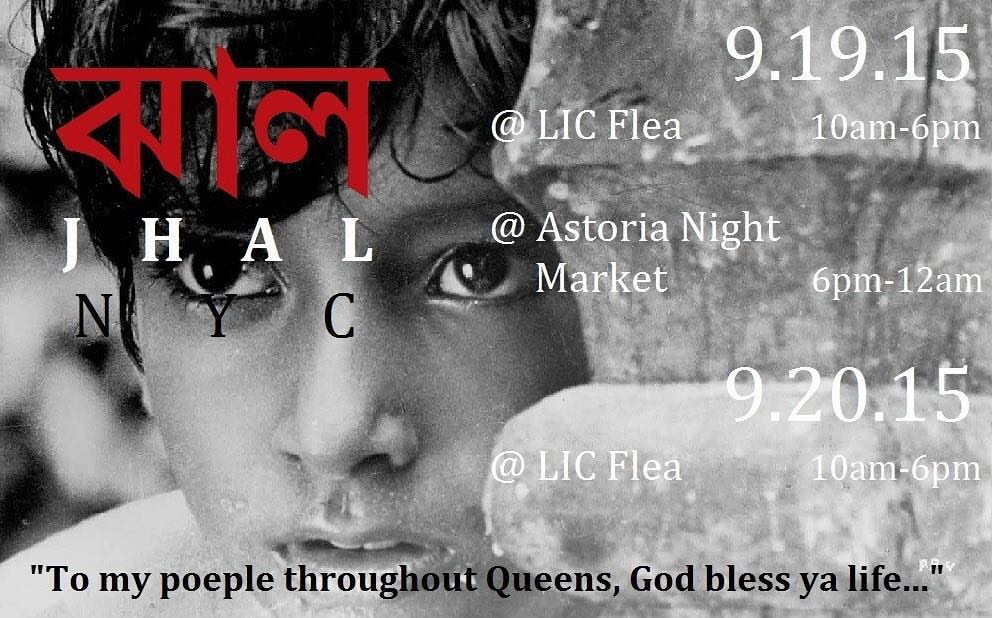 ঝাল
J H A L
N Y C
9.19.15
@ LIC Flea 10am-6pm
@ Astoria Night
Market 6pm-12am
9.20.15
@ LIC Flea 10am-6pm
"To my poeple throughout Queens, God bless ya life..."